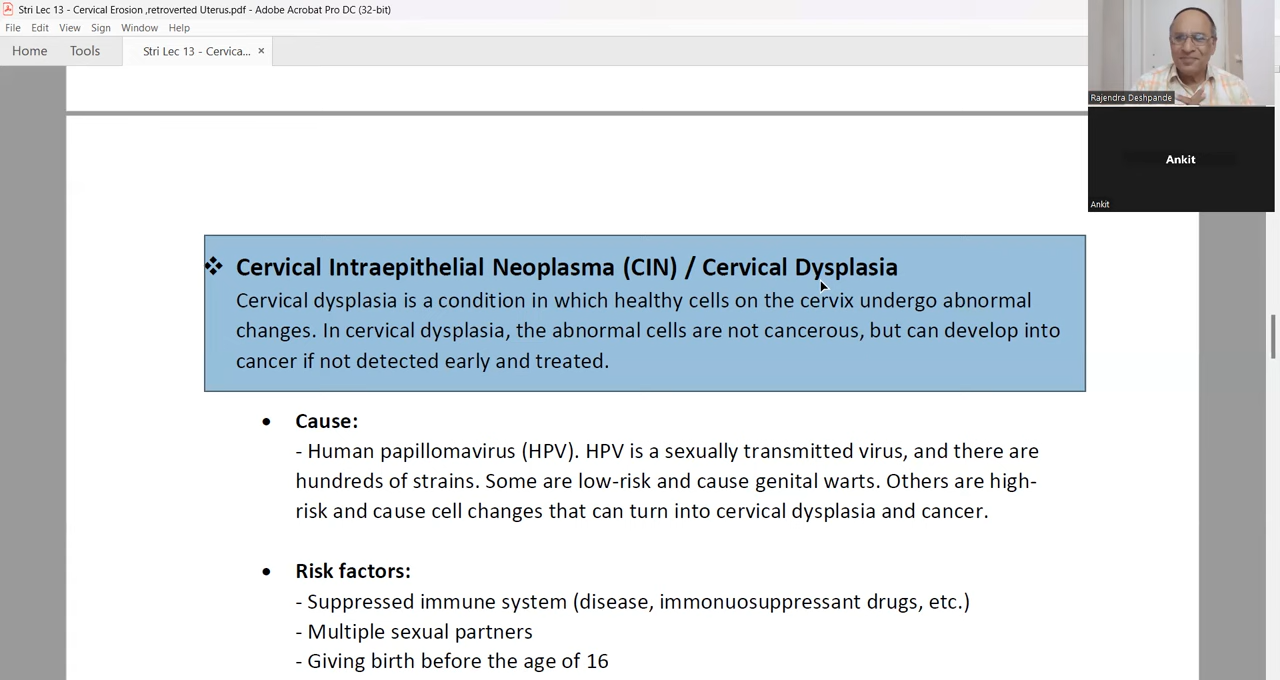 Stri Lec 13 - Cervical Erosion ,retroverted Uterus.pdf - Adobe Acrobat Pro DC (32-bit)
File Edit View Sign Window Help
Home Tools Stri Lec 13 - Cervica... ×
Rajendra Deshpande
Ankit
Ankit
❖ Cervical Intraepithelial Neoplasma (CIN) / Cervical Dysplasia
Cervical dysplasia is a condition in which healthy cells on the cervix undergo abnormal
changes. In cervical dysplasia, the abnormal cells are not cancerous, but can develop into
cancer if not detected early and treated.
• Cause:
- Human papillomavirus (HPV). HPV is a sexually transmitted virus, and there are
hundreds of strains. Some are low-risk and cause genital warts. Others are high-
risk and cause cell changes that can turn into cervical dysplasia and cancer.
• Risk factors:
- Suppressed immune system (disease, immonuosuppressant drugs, etc.)
- Multiple sexual partners
- Giving birth before the age of 16